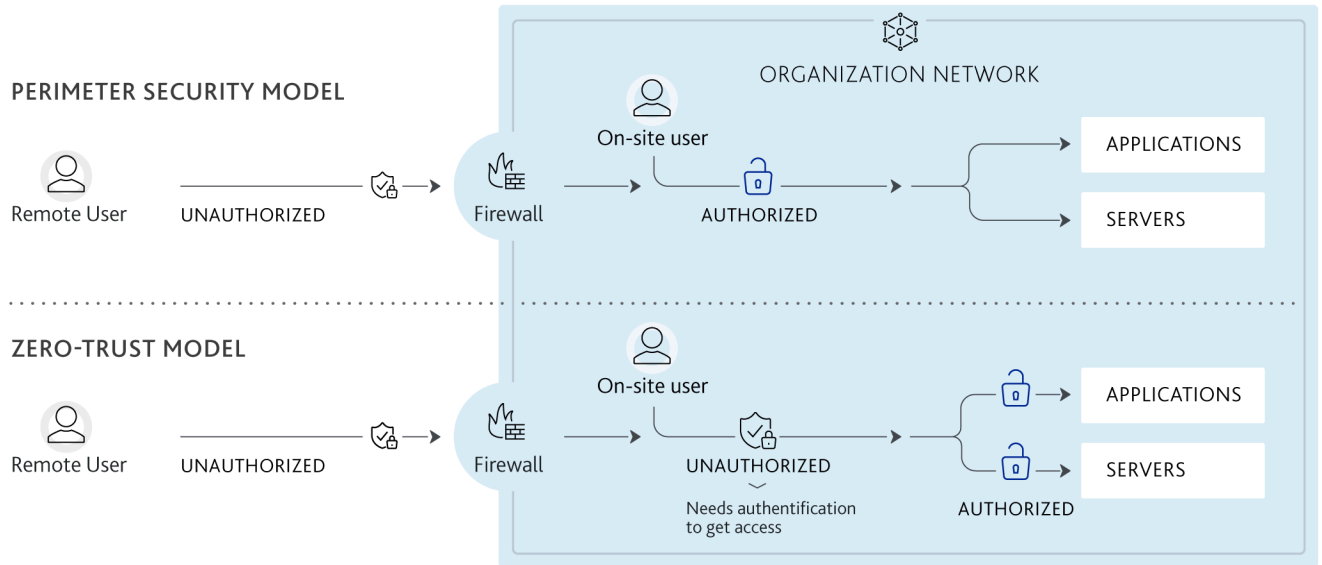 ORGANIZATION NETWORK
PERIMETER SECURITY MODEL
On-site user
APPLICATIONS
Remote User
UNAUTHORIZED
Firewall
AUTHORIZED
SERVERS
ZERO-TRUST MODEL
On-site user
APPLICATIONS
Remote User
UNAUTHORIZED
Firewall
UNAUTHORIZED
SERVERS
Needs authentification
to get access
AUTHORIZED